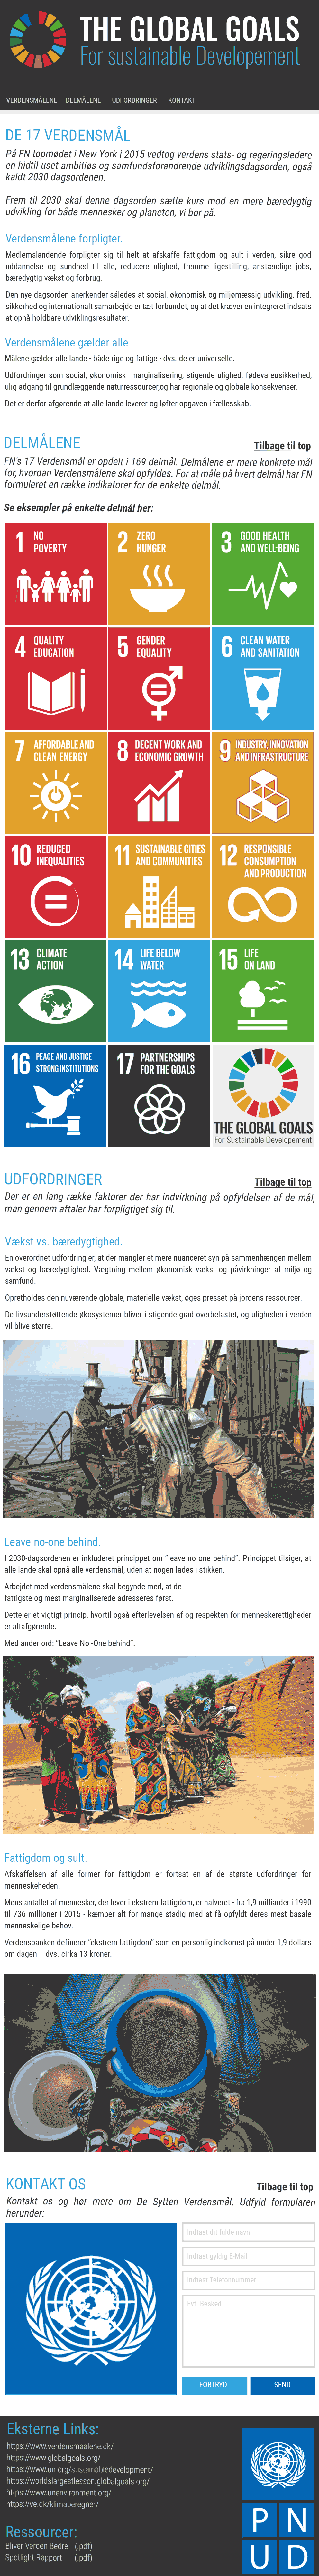 THE GLOBAL GOALS
For sustainable Developement
VERDENSMÅLENE DELMÅLENE UDFORDRINGER KONTAKT
DE 17 VERDENSMÅL
På FN topmødet i New York i 2015 vedtog verdens stats- og regeringsledere
en hidtil uset ambitiøs og samfundsforandrende udviklingsdagsorden, også
kaldt 2030 dagsordenen.
Frem til 2030 skal denne dagsorden sætte kurs mod en mere bæredygtig
udvikling for både mennesker og planeten, vi bor på.
Verdensmålene forpligter.
Medlemslandende forpligter sig til helt at afskaffe fattigdom og sult i verden, sikre god
uddannelse og sundhed til alle, reducere ulighed, fremme ligestilling, anstændige jobs,
bæredygtig vækst og forbrug.
Den nye dagsorden anerkender således at social, økonomisk og miljømæssig udvikling, fred,
sikkerhed og internationalt samarbejde er tæt forbundet, og at det kræver en integreret indsats
at opnå holdbare udviklingsresultater.
Verdensmålene gælder alle.
Målene gælder alle lande - både rige og fattige - dvs. de er universelle.
Udfordringer som social, økonomisk marginalisering, stigende ulighed, fødevareusikkerhed,
ulig adgang til grundlæggende naturressourcer,og har regionale og globale konsekvenser.
Det er derfor afgørende at alle lande leverer og løfter opgaven i fællesskab.
DELMÅLENE
Tilbage til top
FN's 17 Verdensmål er opdelt i 169 delmål. Delmålene er mere konkrete mål
for, hvordan Verdensmålene skal opfyldes. For at måle på hvert delmål har FN
formuleret en række indikatorer for de enkelte delmål.
Se eksempler på enkelte delmål her:
1 NO
POVERTY
2 ZERO
HUNGER
3 GOOD HEALTH
AND WELL-BEING
4 QUALITY
EDUCATION
5 GENDER
EQUALITY
6 CLEAN WATER
AND SANITATION
7 AFFORDABLE AND
CLEAN ENERGY
8 DECENT WORK AND
ECONOMIC GROWTH
9 INDUSTRY, INNOVATION
AND INFRASTRUCTURE
10 REDUCED
INEQUALITIES
11 SUSTAINABLE CITIES
AND COMMUNITIES
12 RESPONSIBLE
CONSUMPTION
AND PRODUCTION
13 CLIMATE
ACTION
14 LIFE BELOW
WATER
15 LIFE
ON LAND
16 PEACE AND JUSTICE
STRONG INSTITUTIONS
17 PARTNERSHIPS
FOR THE GOALS
THE GLOBAL GOALS
For Sustainable Developement
UDFORDRINGER
Tilbage til top
Der er en lang række faktorer der har indvirkning på opfyldelsen af de mål,
man gennem aftaler har forpligtiget sig til.
Vækst vs. bæredygtighed.
En overordnet udfordring er, at der mangler et mere nuanceret syn på sammenhængen mellem
vækst og bæredygtighed. Vægtning mellem økonomisk vækst og påvirkninger af miljø og
samfund.
Opretholdes den nuværende globale, materielle vækst, øges presset på jordens ressourcer.
De livsunderstøttende økosystemer bliver i stigende grad overbelastet, og uligheden i verden
vil blive større.
Leave no-one behind.
I 2030-dagsordenen er inkluderet princippet om “leave no one behind”. Princippet tilsiger, at
alle lande skal opnå alle verdensmål, uden at nogen lades i stikken.
Arbejdet med verdensmålene skal begynde med, at de
fattigste og mest marginaliserede adresseres først.
Dette er et vigtigt princip, hvortil også efterlevelsen af og respekten for menneskerettigheder
er altafgørende.
Med ander ord: “Leave No -One behind”.
Fattigdom og sult.
Afskaffelsen af alle former for fattigdom er fortsat en af de største udfordringer for
menneskeheden.
Mens antallet af mennesker, der lever i ekstrem fattigdom, er halveret - fra 1,9 milliarder i 1990
til 736 millioner i 2015 - kæmper alt for mange stadig med at få opfyldt deres mest basale
menneskelige behov.
Verdensbanken definerer ”ekstrem fattigdom” som en personlig indkomst på under 1,9 dollars
om dagen – dvs. cirka 13 kroner.
KONTAKT OS
Tilbage til top
Kontakt os og hør mere om De Sytten Verdensmål. Udfyld formularen
herunder:
Indtast dit fulde navn
Indtast gyldig E-Mail
Indtast Telefonnummer
Evt. Besked
FORTRYD SEND
Eksterne Links:
https://www.verdensmaalene.dk/
https://www.globalgoals.org/
https://www.un.org/sustainabledevelopment/
https://worldslargestlesson.globalgoals.org/
https://www.unenvironment.org/
https://ve.dk/klimaberegner/
Ressourcer:
Bliver Verden Bedre (.pdf)
Spotlight Rapport (.pdf)
P N
U D